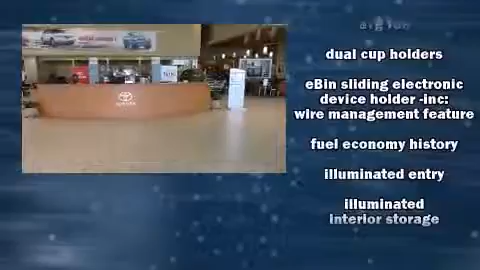 dual cup holders
eBin sliding electronic
device holder -inc:
wire management feature
fuel economy history
illuminated entry
illuminated
interior storage
TOYOTA